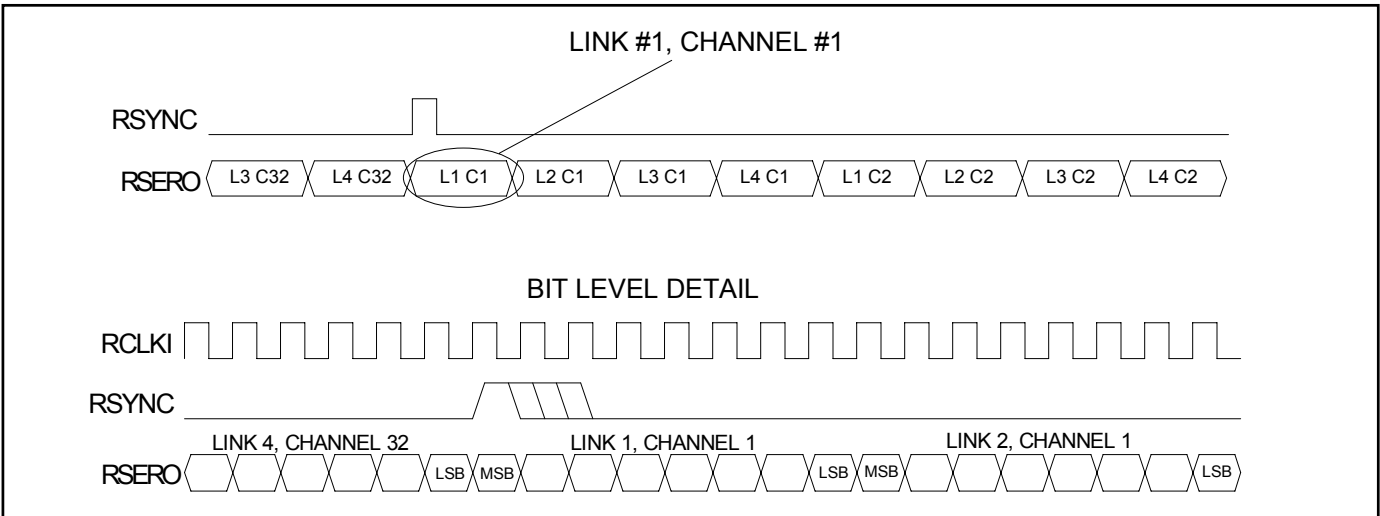 LINK #1, CHANNEL #1
RSYNC
RSERO L3 C32 L4 C32 L1 C1 L2 C1 L3 C1 L4 C1 L1 C2 L2 C2 L3 C2 L4 C2
BIT LEVEL DETAIL
RCLKI
RSYNC
LINK 4, CHANNEL 32 LINK 1, CHANNEL 1 LINK 2, CHANNEL 1
RSERO LSB MSB LSB MSB LSB